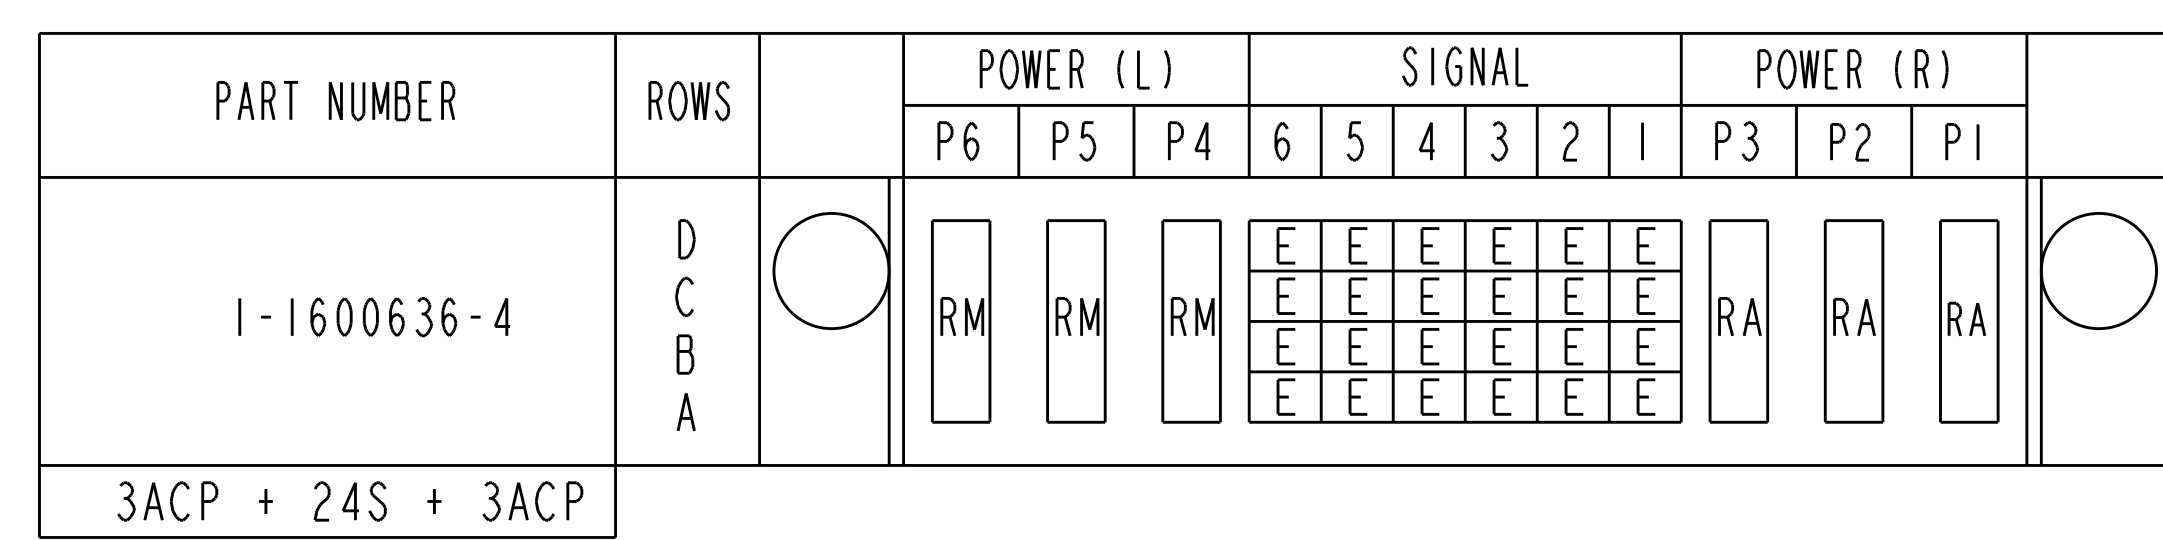 PART NUMBER ROWS POWER (L) SIGNAL POWER (R)
P6 P5 P4 6 5 4 3 2 1 P3 P2 P1
1-1600636-4
D E E E E E E
C E E E E E E
RM RM RM RA RA RA
B E E E E E E
A E E E E E E
3ACP + 24S + 3ACP